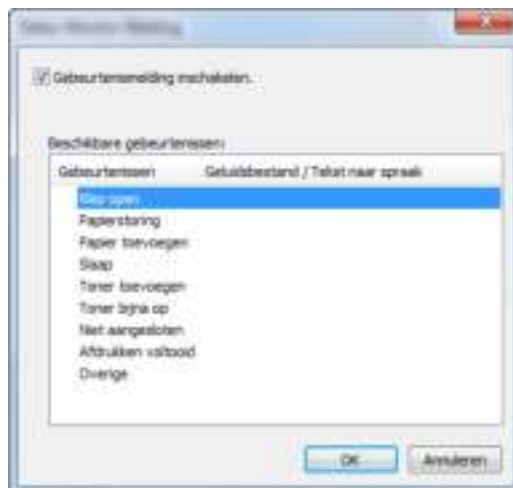 Gebeurtenismelding inschakelen.
Beschikbare gebeurtenissen:
Gebeurtenissen Geluidsbestand / Tekst naar spraak
Klep open
Papierstoring
Papier toevoegen
Slaap
Toner toevoegen
Toner bijna op
Niet aangesloten
Afdrukken voltooid
Overige
OK Annuleren